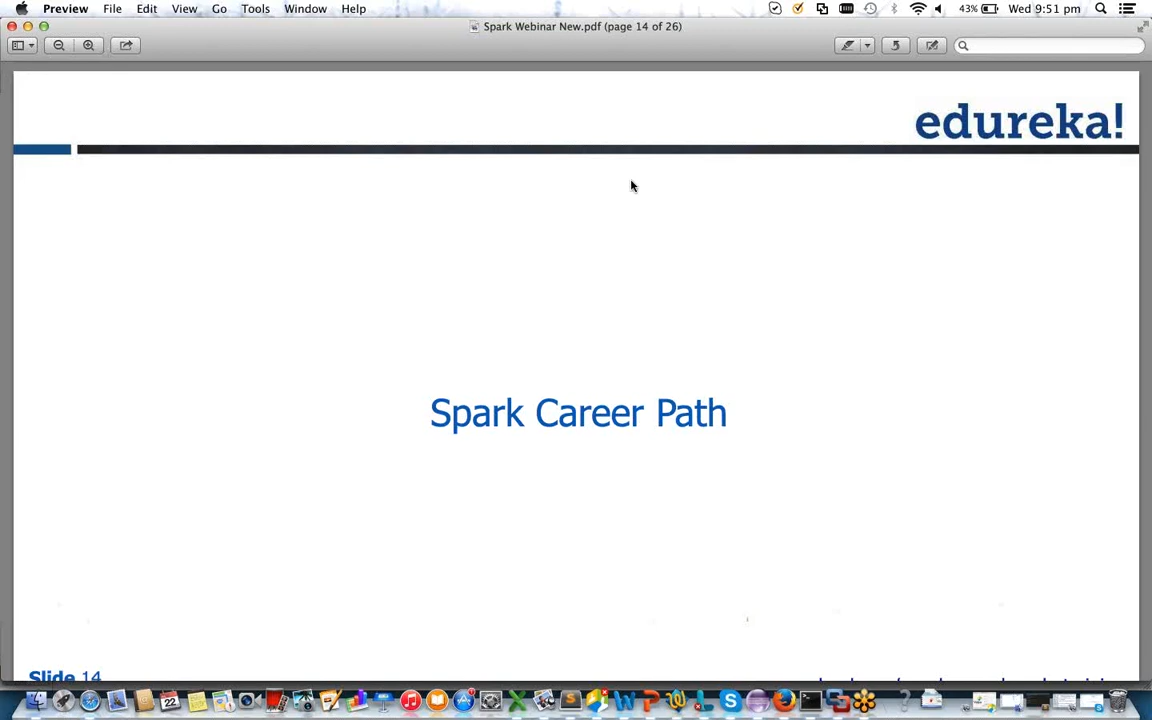 Preview File Edit View Go Tools Window Help 43% Wed 9:51 pm
Spark Webinar New.pdf (page 14 of 26)
edureka!
Spark Career Path
Slide 14